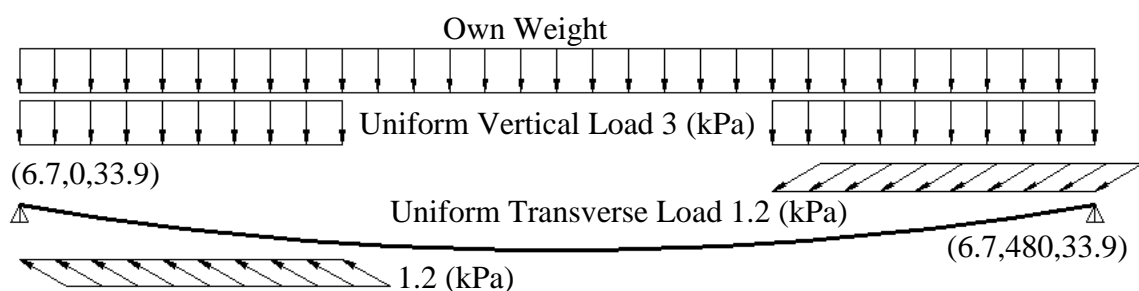 Own Weight
Uniform Vertical Load 3 (kPa)
(6.7,0,33.9)
Uniform Transverse Load 1.2 (kPa)
(6.7,480,33.9)
1.2 (kPa)